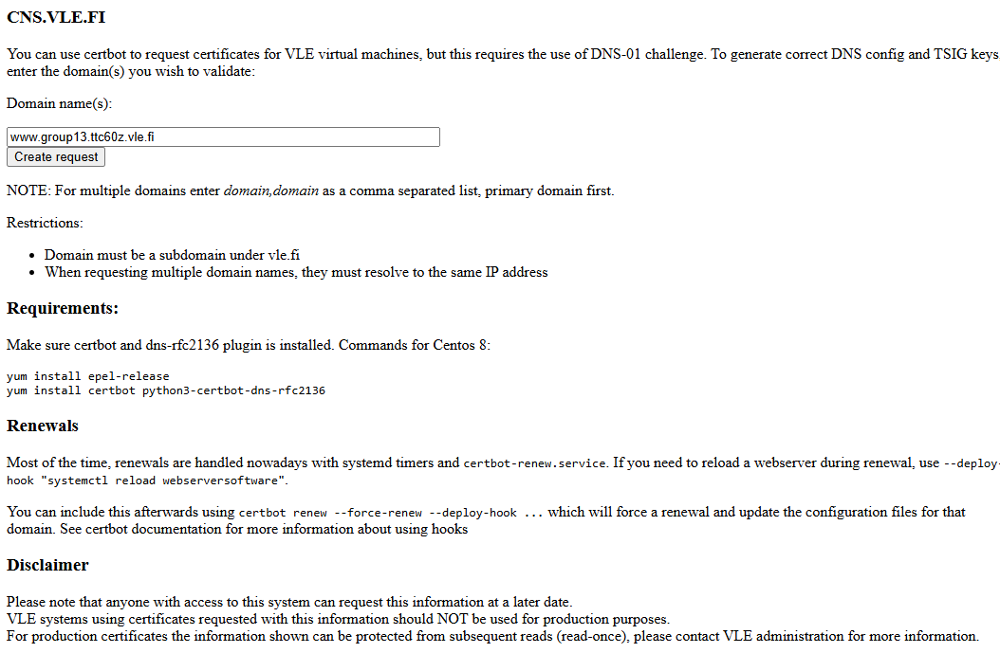 CNS.VLE.FI
You can use certbot to request certificates for VLE virtual machines, but this requires the use of DNS-01 challenge. To generate correct DNS config and TSIG keys
enter the domain(s) you wish to validate:
Domain name(s):
www.group13.ttc60z.vle.fi
Create request
NOTE: For multiple domains enter domain,domain as a comma separated list, primary domain first.
Restrictions:
• Domain must be a subdomain under vle.fi
• When requesting multiple domain names, they must resolve to the same IP address
Requirements:
Make sure certbot and dns-rfc2136 plugin is installed. Commands for Centos 8:
yum install epel-release
yum install certbot python3-certbot-dns-rfc2136
Renewals
Most of the time, renewals are handled nowadays with systemd timers and certbot-renew.service. If you need to reload a webserver during renewal, use --deploy-
hook "systemctl reload webserversoftware".
You can include this afterwards using certbot renew --force-renew --deploy-hook ... which will force a renewal and update the configuration files for that
domain. See certbot documentation for more information about using hooks
Disclaimer
Please note that anyone with access to this system can request this information at a later date.
VLE systems using certificates requested with this information should NOT be used for production purposes.
For production certificates the information shown can be protected from subsequent reads (read-once), please contact VLE administration for more information.